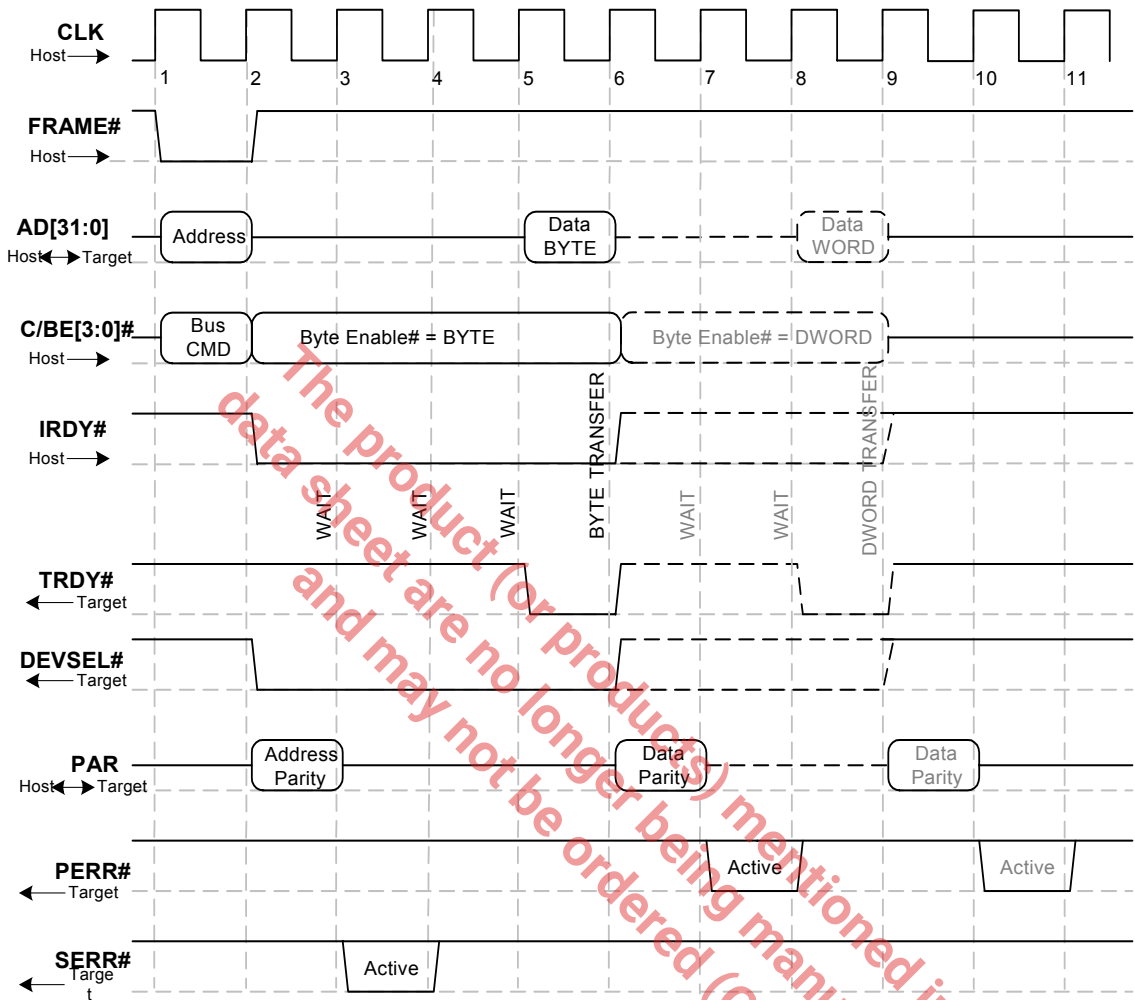 CLK
Host
1 2 3 4 5 6 7 8 9 10 11
FRAME#
Host
AD[31:0]
Host Target
Address
Data
BYTE
Data
WORD
C/BE[3:0]#
Host
Bus
CMD
Byte Enable# = BYTE
Byte Enable# = DWORD
IRDY#
Host
WAIT
WAIT
WAIT
BYTE TRANSFER
WAIT
WAIT
DWORD TRANSFER
TRDY#
Target
DEVSEL#
Target
PAR
Host Target
Address
Parity
Data
Parity
Data
Parity
PERR#
Target
Active
Active
SERR#
Targe
t
Active
The product (or products) mentioned i
data sheet are no longer being manu
and may not be ordered (